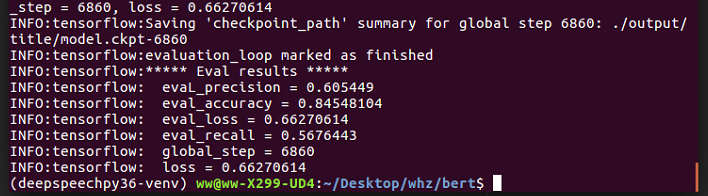 _step = 6860, loss = 0.66270614
INFO:tensorflow:Saving 'checkpoint_path' summary for global step 6860: ./output/
title/model.ckpt-6860
INFO:tensorflow:evaluation_loop marked as finished
INFO:tensorflow:***** Eval results *****
INFO:tensorflow:  evaL_precision = 0.605449
INFO:tensorflow:  eval_accuracy = 0.84548104
INFO:tensorflow:  eval_loss = 0.66270614
INFO:tensorflow:  eval_recall = 0.5676443
INFO:tensorflow:  global_step = 6860
INFO:tensorflow:  loss = 0.66270614
(deepspeechpy36-venv) ww@ww-X299-UD4:~/Desktop/whz/bert$